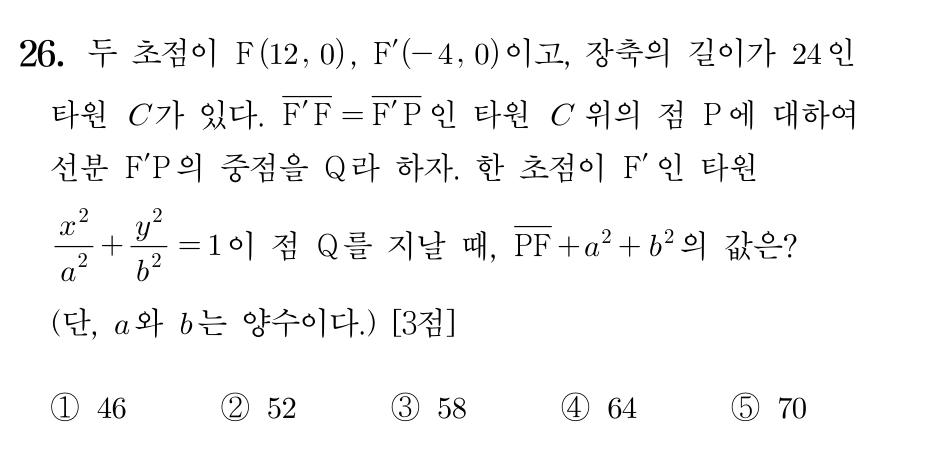 26. 두 초점이 F(12, 0), F′(−4, 0)이고, 장축의 길이가 24인
타원 C가 있다. \overline{F′F} = \overline{F′P}인 타원 C 위의 점 P에 대하여
선분 F′P의 중점을 Q라 하자. 한 초점이 F′인 타원
\frac{x^2}{a^2} + \frac{y^2}{b^2} = 1이 점 Q를 지날 때, \overline{PF} + a^2 + b^2의 값은?
(단, a와 b는 양수이다.) [3점]
① 46 ② 52 ③ 58 ④ 64 ⑤ 70